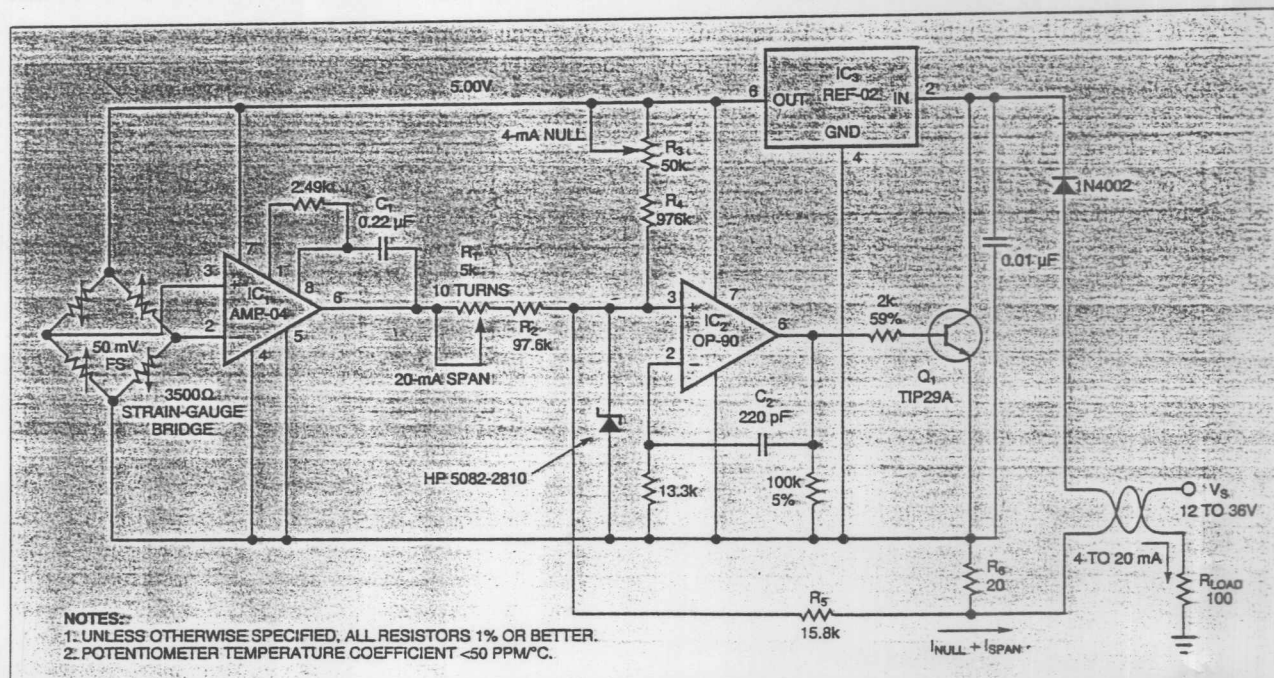 5.00V
4-mA NULL
6
OUT
IC3
REF-02
IN
2
GND
4
R3
50k
R4
976k
1N4002
0.01 µF
2.49k
C1
0.22 µF
R1
5k
10 TURNS
R2
97.6k
20-mA SPAN
3
+
2
−
7
1
8
6
5
4
IC1
AMP-04
50 mV
FS
3500Ω
STRAIN-GAUGE
BRIDGE
3
+
2
−
7
6
IC2
OP-90
2k
59%
Q1
TIP29A
C2
220 pF
HP 5082-2810
13.3k
100k
5%
VS
12 TO 36V
4 TO 20 mA
R6
20
RLOAD
100
R5
15.8k
INULL + ISPAN
NOTES:
1. UNLESS OTHERWISE SPECIFIED, ALL RESISTORS 1% OR BETTER.
2. POTENTIOMETER TEMPERATURE COEFFICIENT <50 PPM/°C.